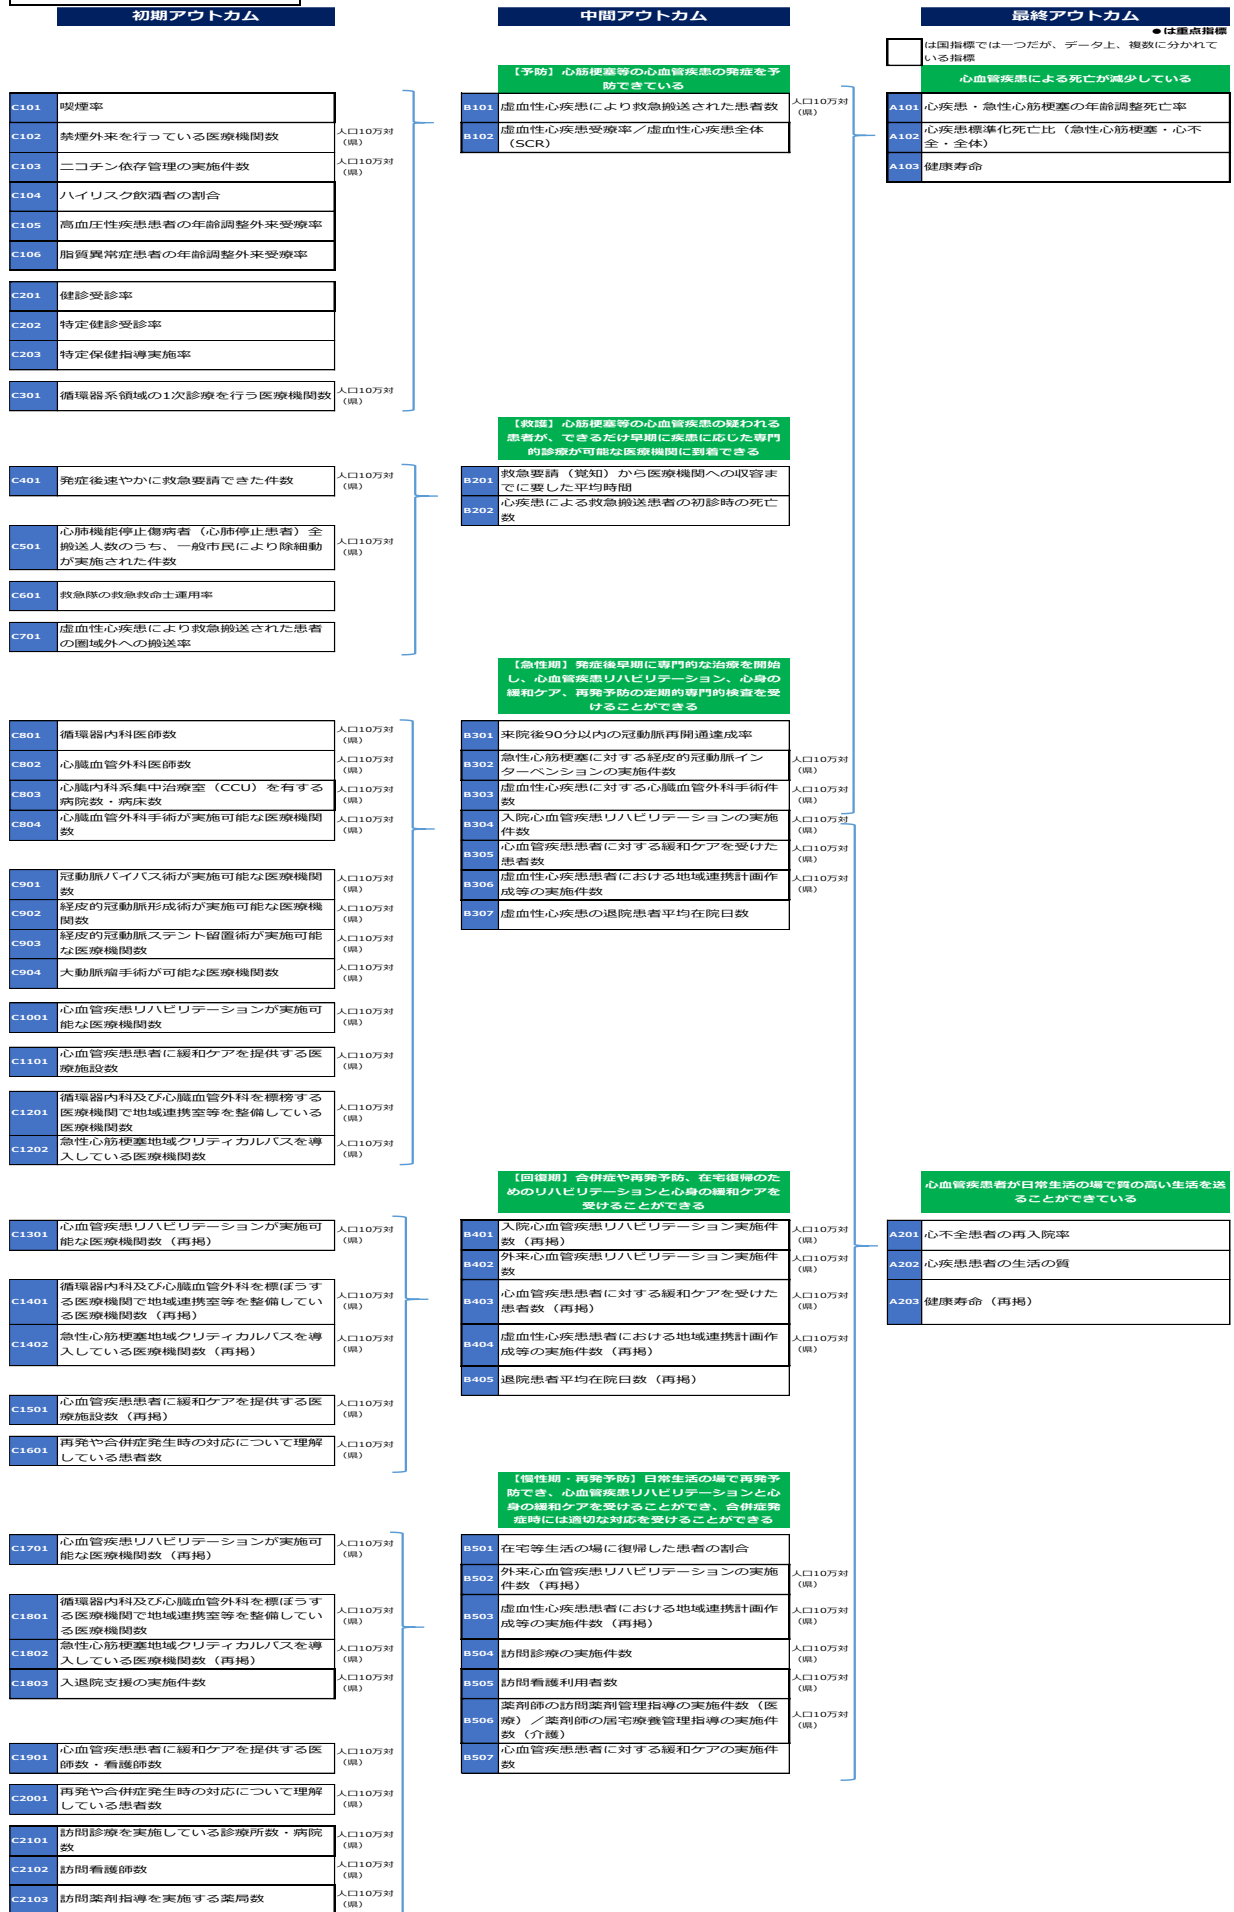 初期アウトカム
C101 喫煙率
C102 禁煙外来を行っている医療機関数 人口10万対
（県）
C103 ニコチン依存管理の実施件数 人口10万対
（県）
C104 ハイリスク飲酒者の割合
C105 高血圧性疾患患者の年齢調整外来受療率
C106 脂質異常症患者の年齢調整外来受療率
C201 健診受診率
C202 特定健診受診率
C203 特定保健指導実施率
C301 循環器系領域の1次診療を行う医療機関数 人口10万対
（県）
C401 発症後速やかに救急要請できた件数 人口10万対
（県）
C501 心肺機能停止傷病者（心肺停止患者）全
搬送人数のうち、一般市民により除細動
が実施された件数
人口10万対
（県）
C601 救急隊の救急救命士運用率
C701 虚血性心疾患により救急搬送された患者
の圏域外への搬送率
C801 循環器内科医師数 人口10万対
（県）
C802 心臓血管外科医師数 人口10万対
（県）
C803 心臓内科系集中治療室（CCU）を有する
病院数・病床数
人口10万対
（県）
C804 心臓血管外科手術が実施可能な医療機関
数
人口10万対
（県）
C901 冠動脈バイパス術が実施可能な医療機関
数
人口10万対
（県）
C902 経皮的冠動脈形成術が実施可能な医療機
関数
人口10万対
（県）
C903 経皮的冠動脈ステント留置術が実施可能
な医療機関数
人口10万対
（県）
C904 大動脈瘤手術が可能な医療機関数 人口10万対
（県）
C1001 心血管疾患リハビリテーションが実施可
能な医療機関数
人口10万対
（県）
C1101 心血管疾患患者に緩和ケアを提供する医
療施設数
人口10万対
（県）
C1201 循環器内科及び心臓血管外科を標榜する
医療機関で地域連携室等を整備している
医療機関数
人口10万対
（県）
C1202 急性心筋梗塞地域クリティカルパスを導
入している医療機関数
人口10万対
（県）
C1301 心血管疾患リハビリテーションが実施可
能な医療機関数（再掲）
人口10万対
（県）
C1401 循環器内科及び心臓血管外科を標ぼうす
る医療機関で地域連携室等を整備してい
る医療機関数（再掲）
人口10万対
（県）
C1402 急性心筋梗塞地域クリティカルパスを導
入している医療機関数（再掲）
人口10万対
（県）
C1501 心血管疾患患者に緩和ケアを提供する医
療施設数（再掲）
人口10万対
（県）
C1601 再発や合併症発生時の対応について理解
している患者数
人口10万対
（県）
C1701 心血管疾患リハビリテーションが実施可
能な医療機関数（再掲）
人口10万対
（県）
C1801 循環器内科及び心臓血管外科を標ぼうす
る医療機関で地域連携室等を整備してい
る医療機関数
人口10万対
（県）
C1802 急性心筋梗塞地域クリティカルパスを導
入している医療機関数（再掲）
人口10万対
（県）
C1803 入退院支援の実施件数 人口10万対
（県）
C1901 心血管疾患患者に緩和ケアを提供する医
師数・看護師数
人口10万対
（県）
C2001 再発や合併症発生時の対応について理解
している患者数
人口10万対
（県）
C2101 訪問診療を実施している診療所数・病院
数
人口10万対
（県）
C2102 訪問看護師数 人口10万対
（県）
C2103 訪問薬剤指導を実施する薬局数 人口10万対
（県）
中間アウトカム
【予防】心筋梗塞等の心血管疾患の発症を予
防できている
B101 虚血性心疾患により救急搬送された患者数 人口10万対
（県）
B102 虚血性心疾患受療率／虚血性心疾患全体
（SCR）
【救護】心筋梗塞等の心血管疾患の疑われる
患者が、できるだけ早期に疾患に応じた専門
的診療が可能な医療機関に到着できる
B201 救急要請（覚知）から医療機関への収容ま
でに要した平均時間
B202 心疾患による救急搬送患者の初診時の死亡
数
【急性期】発症後早期に専門的な治療を開始
し、心血管疾患リハビリテーション、心身の
緩和ケア、再発予防の定期的専門的検査を受
けることができる
B301 来院後90分以内の冠動脈再開通達成率
B302 急性心筋梗塞に対する経皮的冠動脈イン
ターベンションの実施件数
人口10万対
（県）
B303 虚血性心疾患に対する心臓血管外科手術件
数
人口10万対
（県）
B304 入院心血管疾患リハビリテーションの実施
件数
人口10万対
（県）
B305 心血管疾患患者に対する緩和ケアを受けた
患者数
人口10万対
（県）
B306 虚血性心疾患患者における地域連携計画作
成等の実施件数
人口10万対
（県）
B307 虚血性心疾患の退院患者平均在院日数
【回復期】合併症や再発予防、在宅復帰のた
めのリハビリテーションと心身の緩和ケアを
受けることができる
B401 入院心血管疾患リハビリテーション実施件
数（再掲）
人口10万対
（県）
B402 外来心血管疾患リハビリテーション実施件
数
人口10万対
（県）
B403 心血管疾患患者に対する緩和ケアを受けた
患者数（再掲）
人口10万対
（県）
B404 虚血性心疾患患者における地域連携計画作
成等の実施件数（再掲）
人口10万対
（県）
B405 退院患者平均在院日数（再掲）
【慢性期・再発予防】日常生活の場で再発予
防でき、心血管疾患リハビリテーションと心
身の緩和ケアを受けることができ、合併症発
症時には適切な対応を受けることができる
B501 在宅等生活の場に復帰した患者の割合
B502 外来心血管疾患リハビリテーションの実施
件数（再掲）
人口10万対
（県）
B503 虚血性心疾患患者における地域連携計画作
成等の実施件数（再掲）
人口10万対
（県）
B504 訪問診療の実施件数 人口10万対
（県）
B505 訪問看護利用者数 人口10万対
（県）
B506 薬剤師の訪問薬剤管理指導の実施件数（医
療）／薬剤師の居宅療養管理指導の実施件
数（介護）
人口10万対
（県）
B507 心血管疾患患者に対する緩和ケアの実施件
数
最終アウトカム
●は重点指標
は国指標では一つだが、データ上、複数に分かれて
いる指標
心血管疾患による死亡が減少している
A101 心疾患・急性心筋梗塞の年齢調整死亡率
A102 心疾患標準化死亡比（急性心筋梗塞・心不
全・全体）
A103 健康寿命
心血管疾患者が日常生活の場で質の高い生活を送
ることができている
A201 心不全患者の再入院率
A202 心疾患患者の生活の質
A203 健康寿命（再掲）